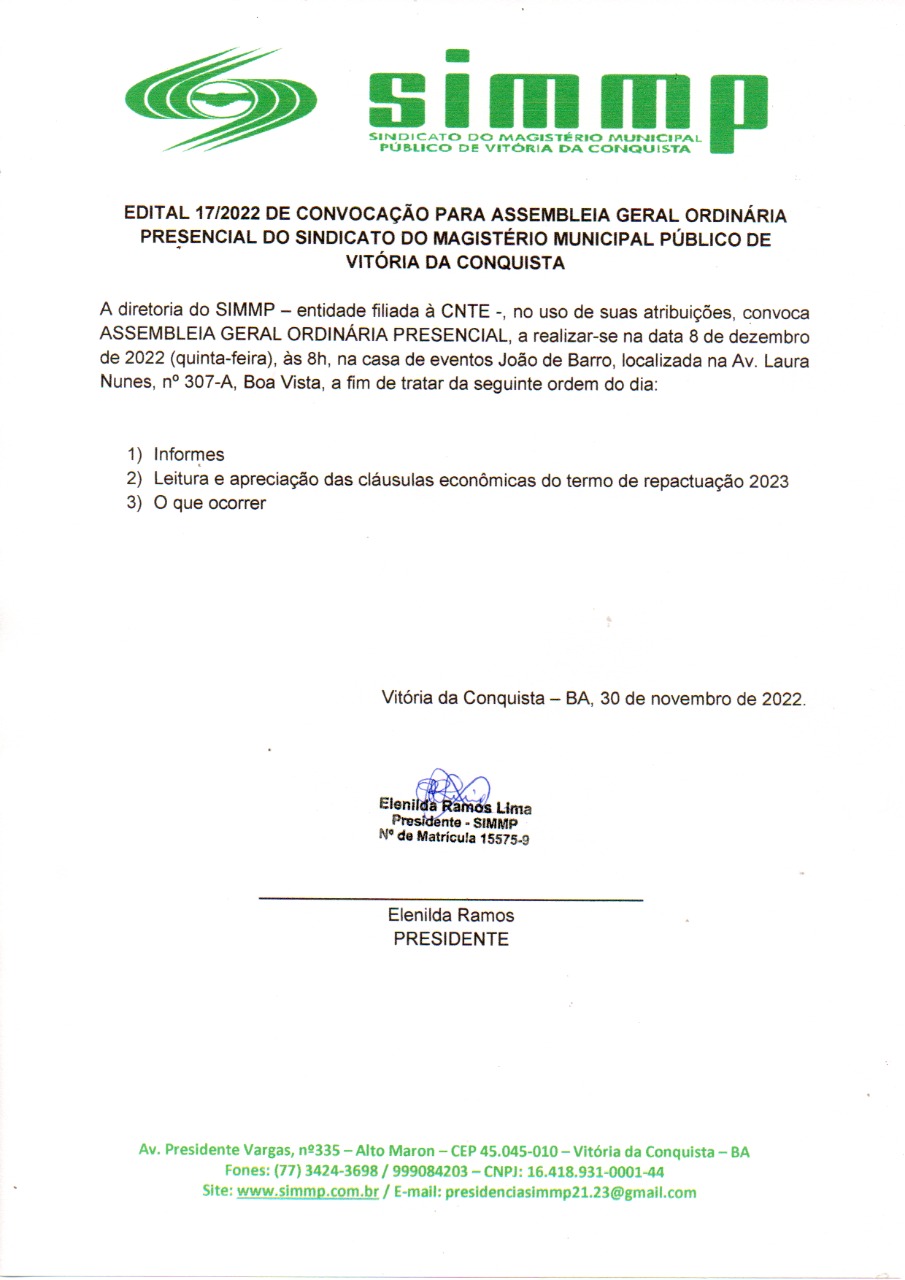 simmp
SINDICATO DO MAGISTÉRIO MUNICIPAL
PÚBLICO DE VITÓRIA DA CONQUISTA
EDITAL 17/2022 DE CONVOCAÇÃO PARA ASSEMBLEIA GERAL ORDINÁRIA
PRESENCIAL DO SINDICATO DO MAGISTÉRIO MUNICIPAL PÚBLICO DE
VITÓRIA DA CONQUISTA
A diretoria do SIMMP – entidade filiada à CNTE -, no uso de suas atribuições, convoca
ASSEMBLEIA GERAL ORDINÁRIA PRESENCIAL, a realizar-se na data 8 de dezembro
de 2022 (quinta-feira), às 8h, na casa de eventos João de Barro, localizada na Av. Laura
Nunes, nº 307-A, Boa Vista, a fim de tratar da seguinte ordem do dia:
1) Informes
2) Leitura e apreciação das cláusulas econômicas do termo de repactuação 2023
3) O que ocorrer
Vitória da Conquista – BA, 30 de novembro de 2022.
Elenilda Ramos Lima
Presidente - SIMMP
Nº de Matrícula 15575-9
Elenilda Ramos
PRESIDENTE
Av. Presidente Vargas, nº335 – Alto Maron – CEP 45.045-010 – Vitória da Conquista – BA
Fones: (77) 3424-3698 / 999084203 – CNPJ: 16.418.931-0001-44
Site: www.simmp.com.br / E-mail: presidenciasimmp21.23@gmail.com